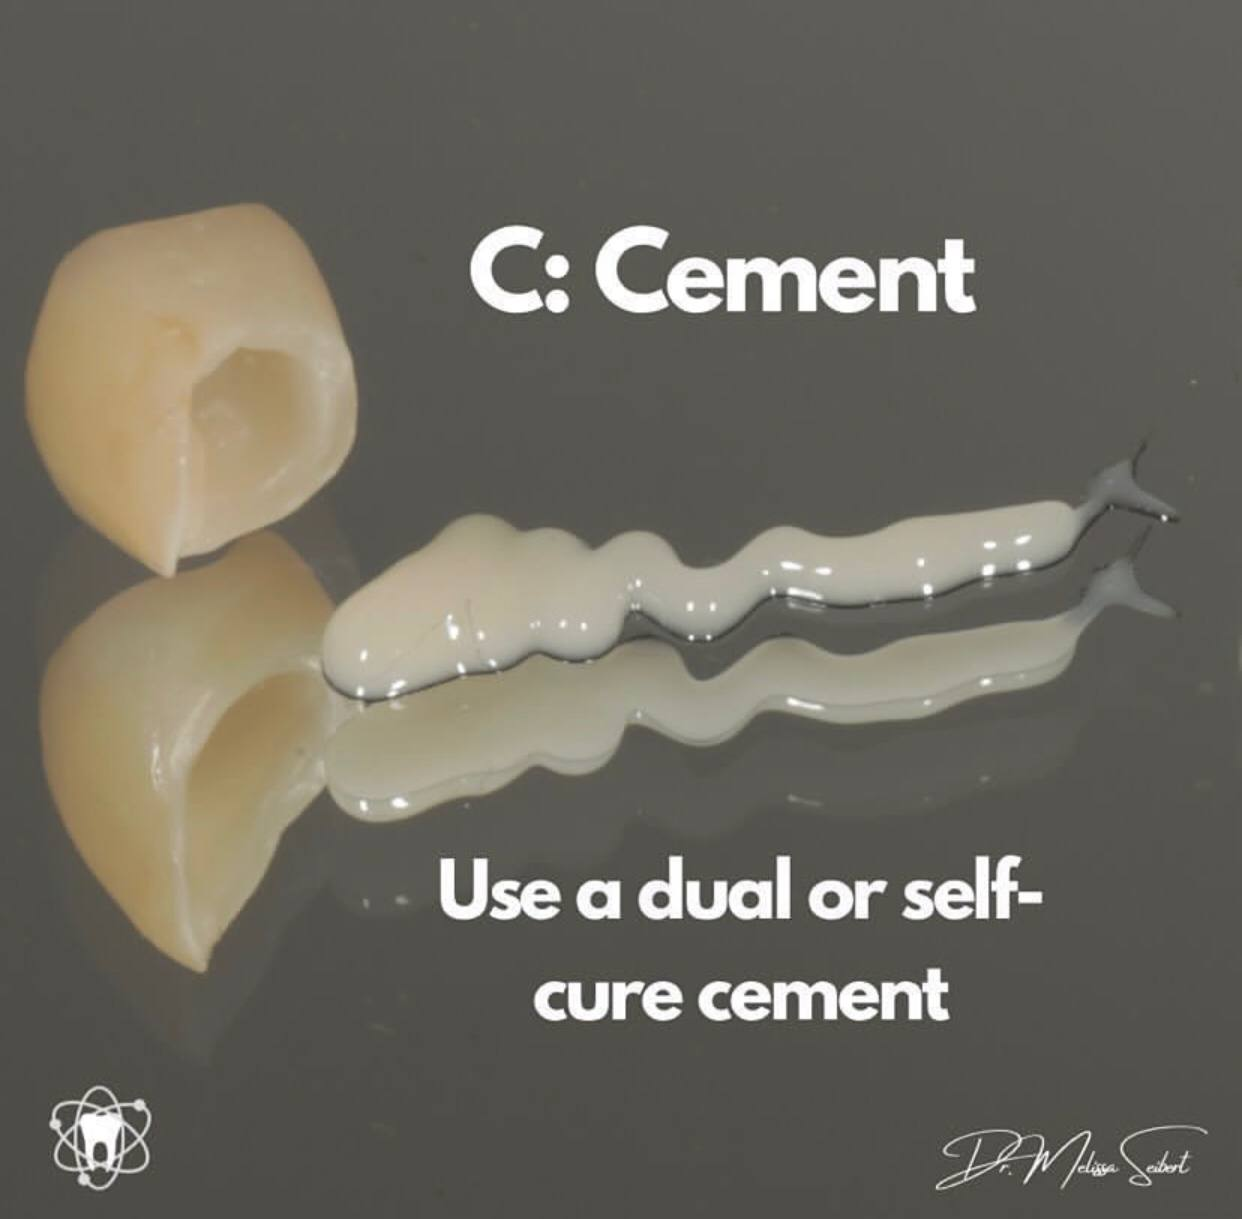 C: Cement
Use a dual or self-
cure cement
Dr. Melissa Seibert